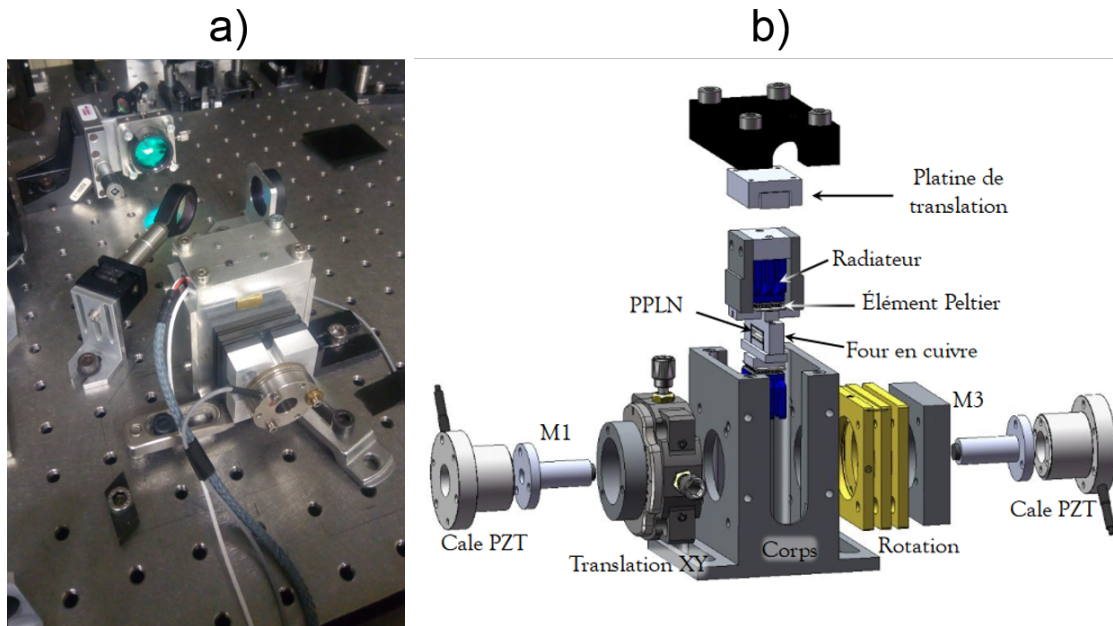 a)
b)
Platine de
translation
Radiateur
Élément Peltier
PPLN
Four en cuivre
M3
M1
Cale PZT
Cale PZT
Translation XY
Corps
Rotation